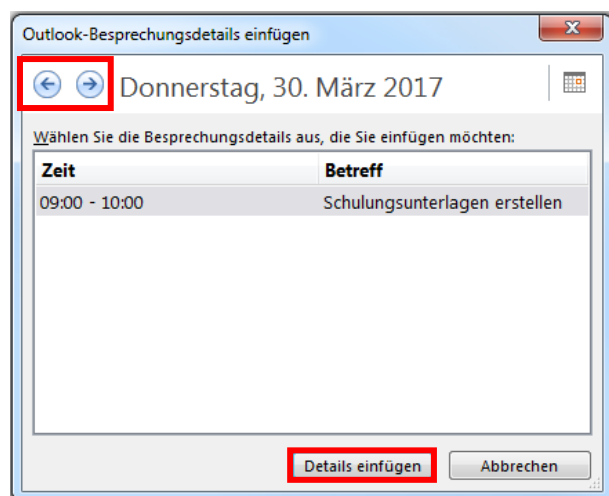 Outlook-Besprechungsdetails einfügen
Donnerstag, 30. März 2017
Wählen Sie die Besprechungsdetails aus, die Sie einfügen möchten:
Zeit Betreff
09:00 - 10:00 Schulungsunterlagen erstellen
Details einfügen Abbrechen